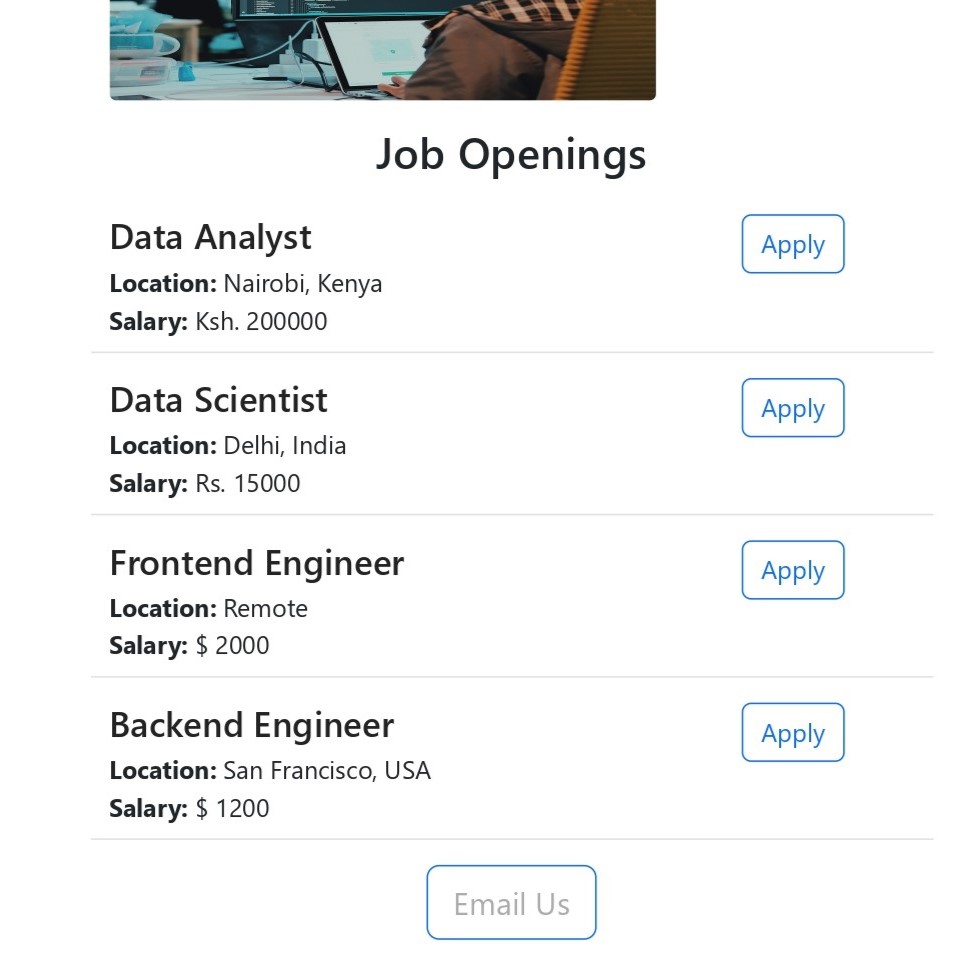 Job Openings
Data Analyst
Apply
Location: Nairobi, Kenya
Salary: Ksh. 200000
Data Scientist
Apply
Location: Delhi, India
Salary: Rs. 15000
Frontend Engineer
Apply
Location: Remote
Salary: $ 2000
Backend Engineer
Apply
Location: San Francisco, USA
Salary: $ 1200
Email Us